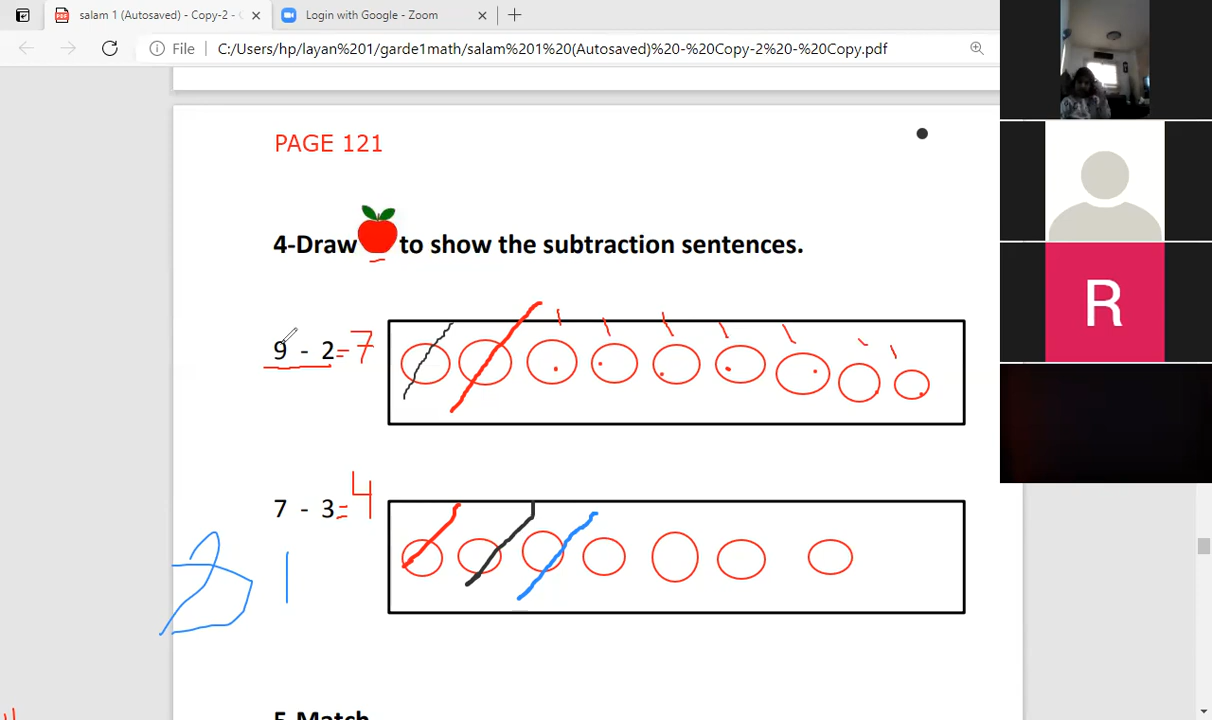 salam 1 (Autosaved) - Copy-2 - C
Login with Google - Zoom
File C:/Users/hp/layan%201/garde1math/salam%201%20(Autosaved)%20-%20Copy-2%20-%20Copy.pdf
PAGE 121
4-Draw to show the subtraction sentences.
9 - 2 = 7
7 - 3 = 4
1
5-Match
R